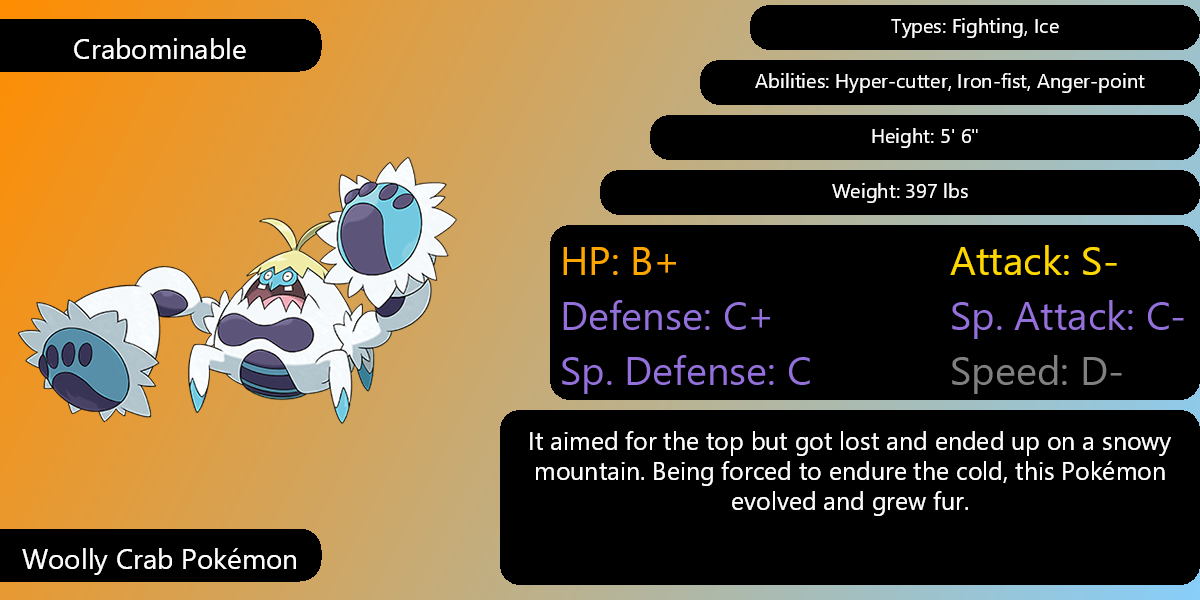 Crabominable
Types: Fighting, Ice
Abilities: Hyper-cutter, Iron-fist, Anger-point
Height: 5' 6"
Weight: 397 lbs
HP: B+
Attack: S-
Defense: C+
Sp. Attack: C-
Sp. Defense: C
Speed: D-
It aimed for the top but got lost and ended up on a snowy
mountain. Being forced to endure the cold, this Pokémon
evolved and grew fur.
Woolly Crab Pokémon